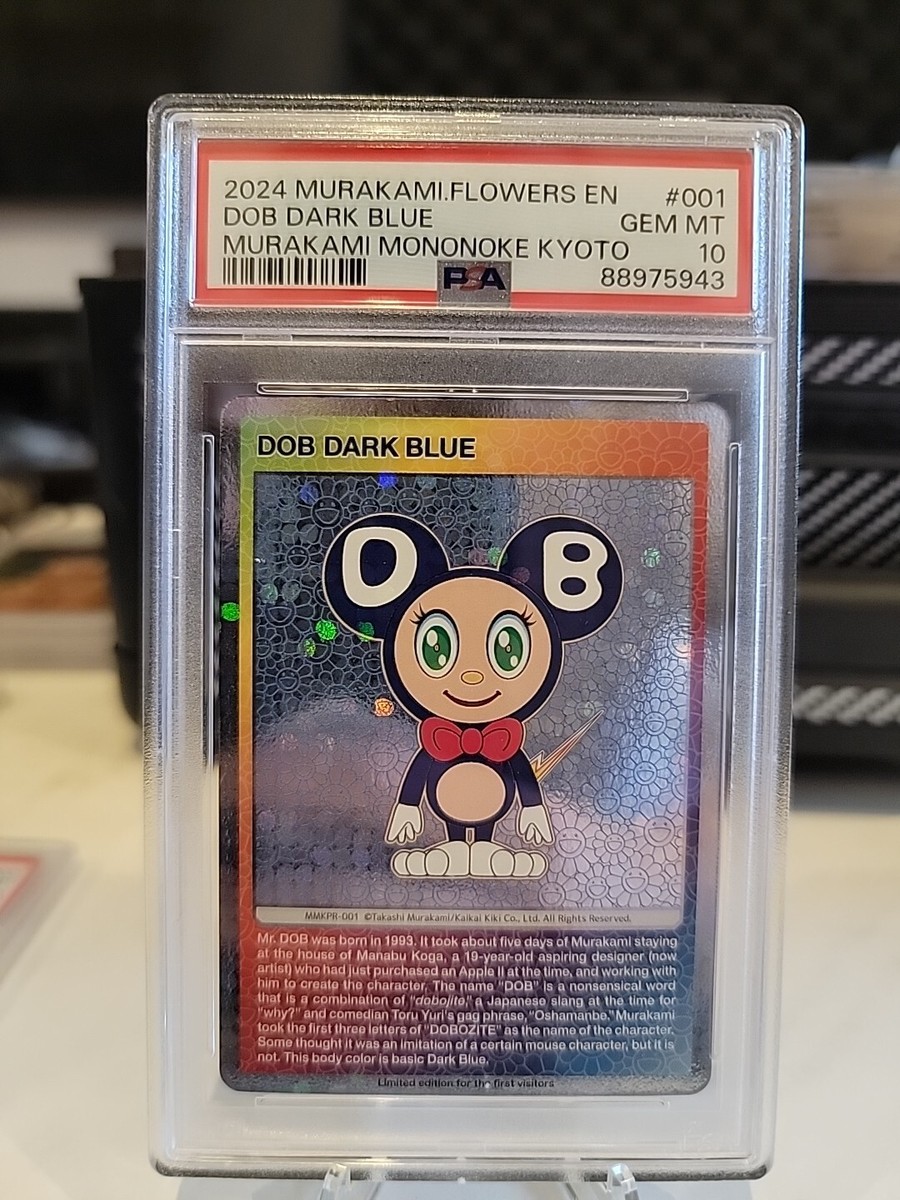 2024 MURAKAMI.FLOWERS EN #001
DOB DARK BLUE GEM MT
MURAKAMI MONONOKE KYOTO 10
PSA 88975943
DOB DARK BLUE
D B
MMKPR-001 ©Takashi Murakami/Kaikai Kiki Co., Ltd. All Rights Reserved.
Mr. DOB was born in 1993. It took about five days of Murakami staying
at the house of Manabu Koga, a 19-year-old aspiring designer (now
artist) who had just purchased an Apple II at the time, and working with
him to create the character. The name "DOB" is a nonsensical word
that is a combination of "dobojite," a Japanese slang at the time for
"why?" and comedian Toru Yuri's gag phrase, "Oshamanbe." Murakami
took the first three letters of "DOBOZITE" as the name of the character.
Some thought it was an imitation of a certain mouse character, but it is
not. This body color is basic Dark Blue.
Limited edition for the first visitors